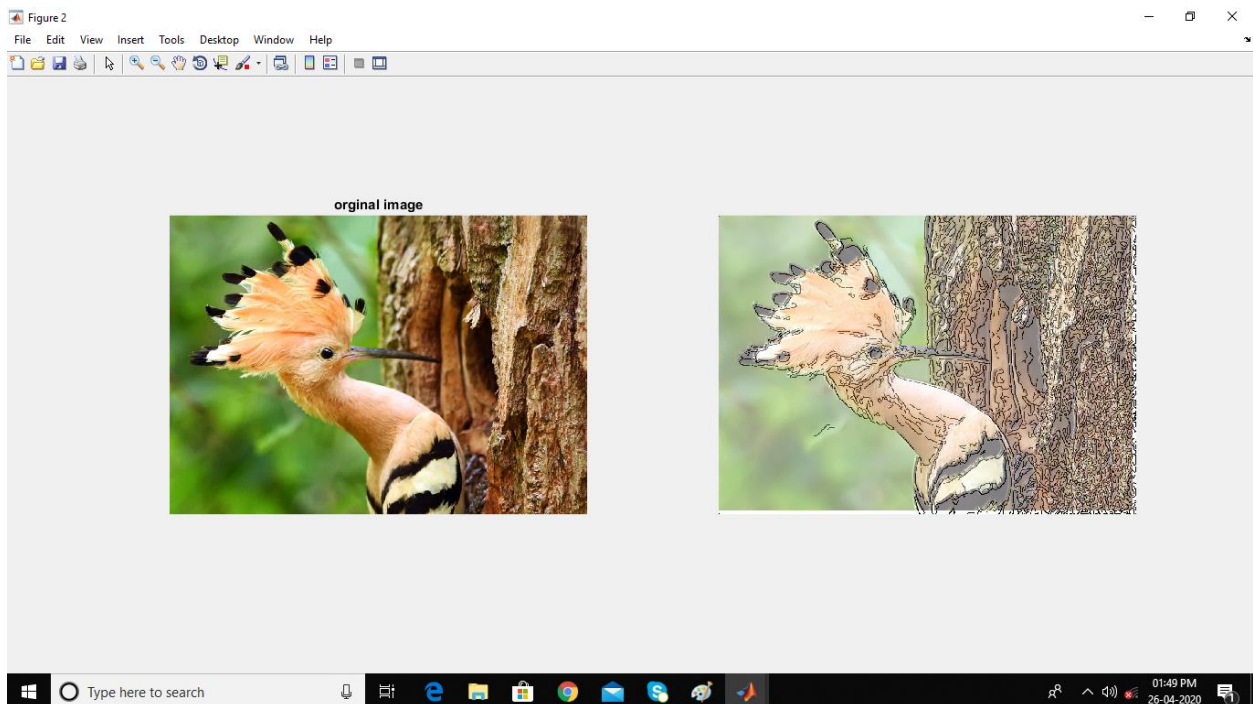 Figure 2
File Edit View Insert Tools Desktop Window Help
orginal image
Type here to search
01:49 PM
26-04-2020